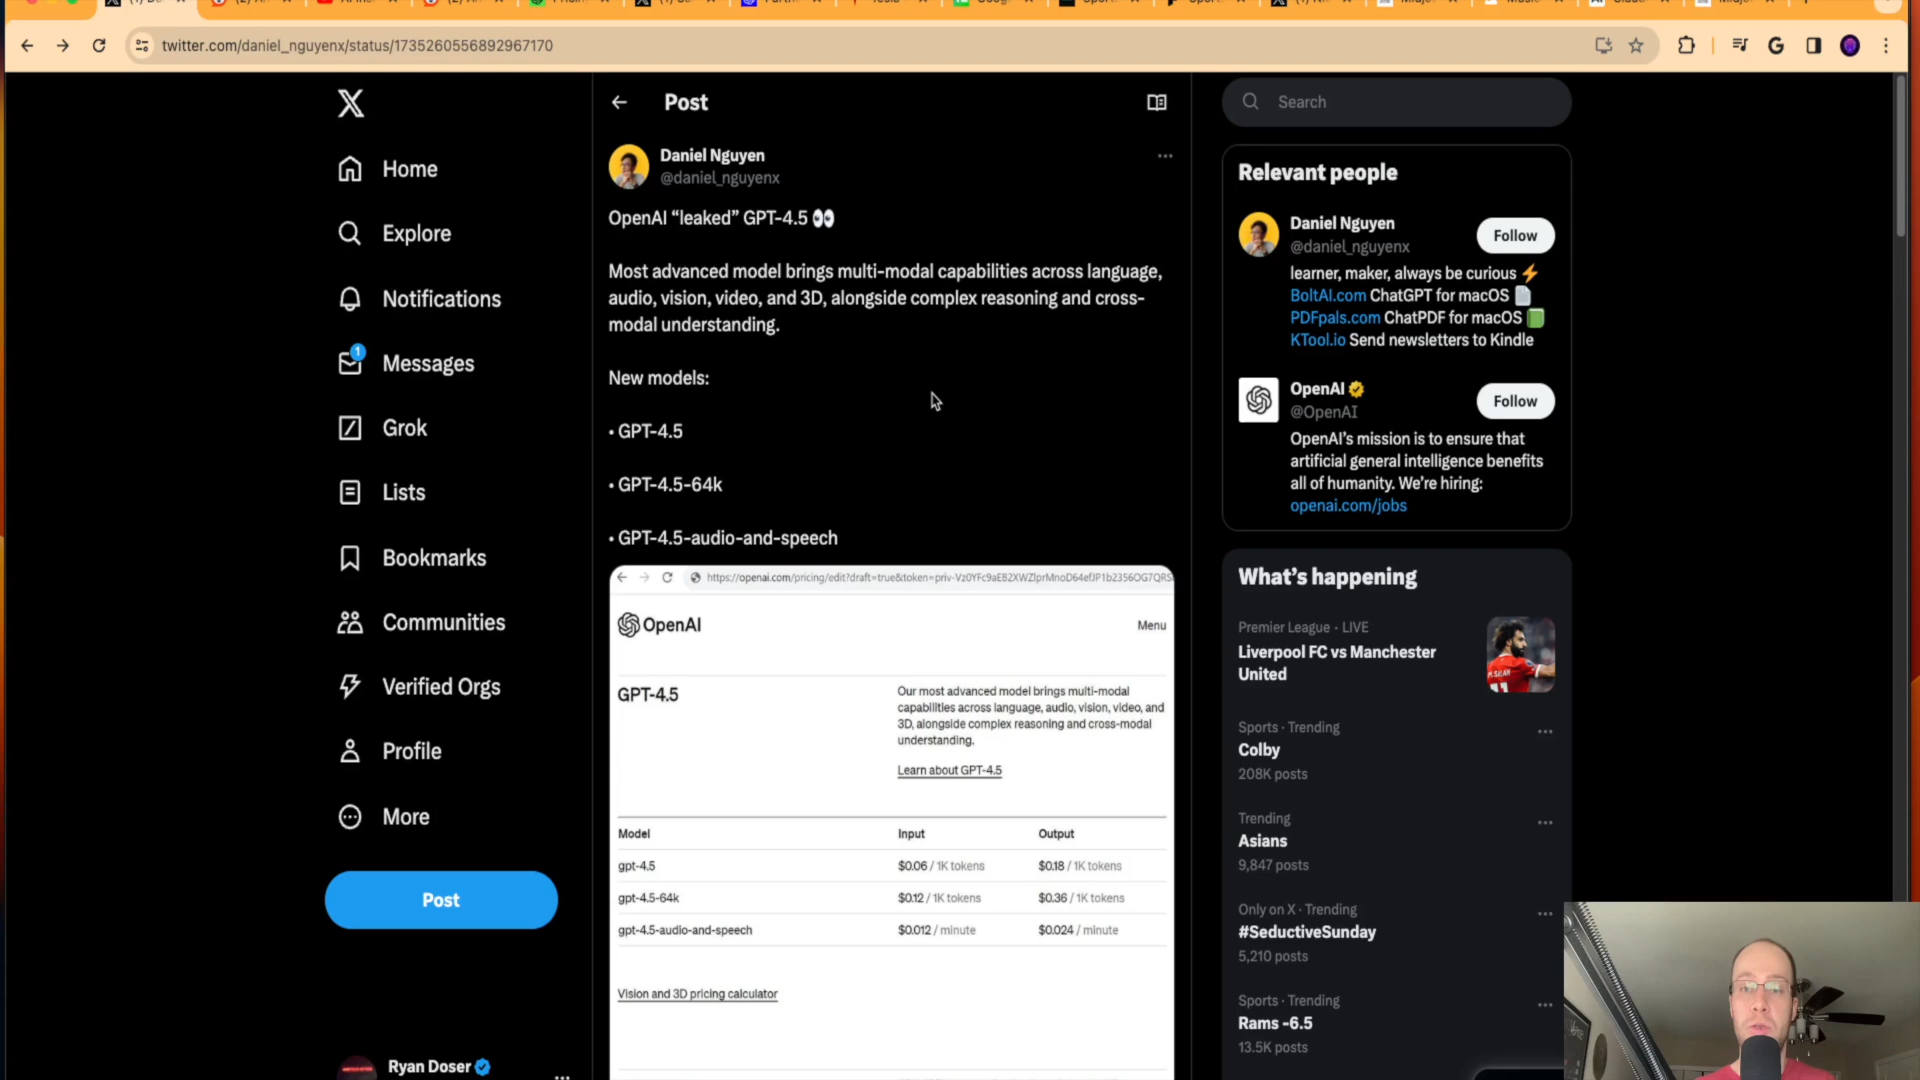 twitter.com/daniel_nguyenx/status/1735260556892967170
Home
Explore
Notifications
1
Messages
Grok
Lists
Bookmarks
Communities
Verified Orgs
Profile
More
Post
Ryan Doser
Post
Daniel Nguyen
@daniel_nguyenx
OpenAI “leaked” GPT-4.5 👀
Most advanced model brings multi-modal capabilities across language,
audio, vision, video, and 3D, alongside complex reasoning and cross-
modal understanding.
New models:
• GPT-4.5
• GPT-4.5-64k
• GPT-4.5-audio-and-speech
OpenAI
Menu
GPT-4.5
Our most advanced model brings multi-modal
capabilities across language, audio, vision, video, and
3D, alongside complex reasoning and cross-modal
understanding.
Learn about GPT-4.5
Model Input Output
gpt-4.5 $0.06 / 1K tokens $0.18 / 1K tokens
gpt-4.5-64k $0.12 / 1K tokens $0.36 / 1K tokens
gpt-4.5-audio-and-speech $0.012 / minute $0.024 / minute
Vision and 3D pricing calculator
Search
Relevant people
Daniel Nguyen
@daniel_nguyenx
Follow
learner, maker, always be curious ⚡
BoltAI.com ChatGPT for macOS
PDFpals.com ChatPDF for macOS
KTool.io Send newsletters to Kindle
OpenAI
@OpenAI
Follow
OpenAI’s mission is to ensure that
artificial general intelligence benefits
all of humanity. We’re hiring:
openai.com/jobs
What’s happening
Premier League · LIVE
Liverpool FC vs Manchester
United
Sports · Trending
Colby
208K posts
Trending
Asians
9,847 posts
Only on X · Trending
#SeductiveSunday
5,210 posts
Sports · Trending
Rams -6.5
13.5K posts